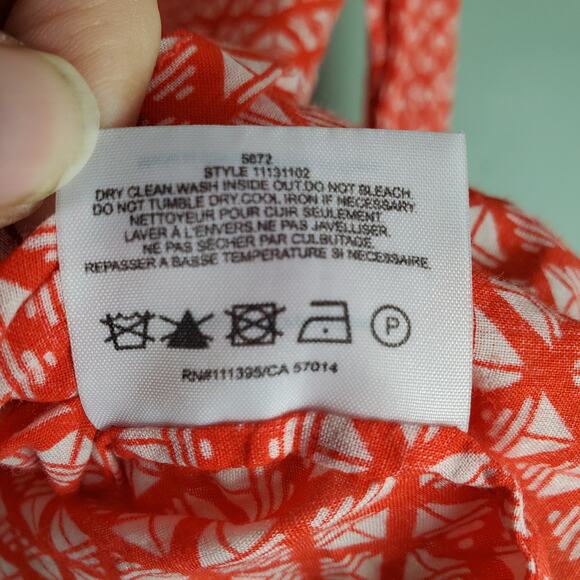 5672
STYLE 11131102
DRY CLEAN.WASH INSIDE OUT.DO NOT BLEACH.
DO NOT TUMBLE DRY.COOL IRON IF NECESSARY
NETTOYEUR POUR CUIR SEULEMENT.
LAVER À L'ENVERS.NE PAS JAVELLISER.
NE PAS SÉCHER PAR CULBUTAGE.
REPASSER A BASSE TEMPERATURE SI NÉCESSAIRE.
P
RN#111395/CA 57014